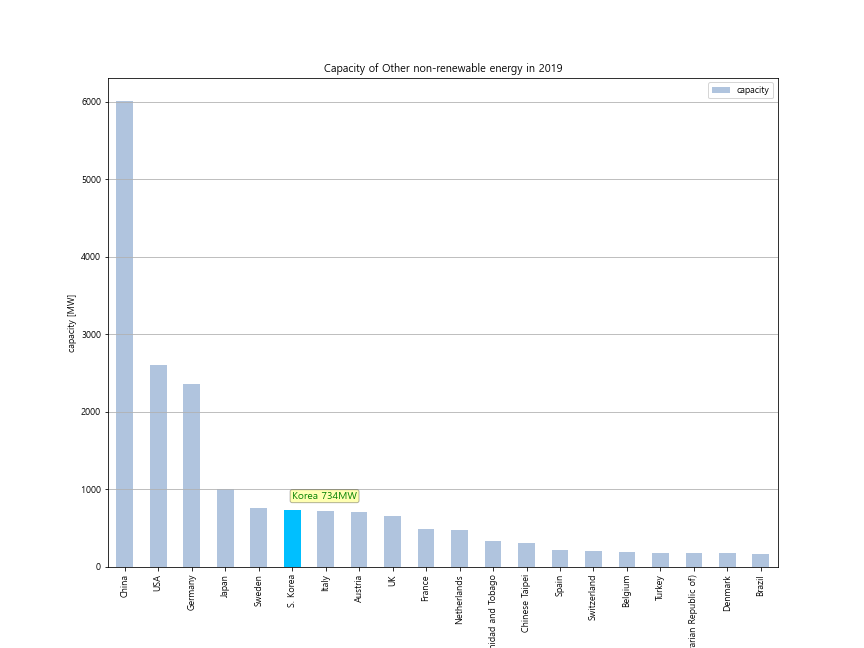 Capacity of Other non-renewable energy in 2019
capacity
6000
5000
4000
3000
2000
1000
0
capacity [MW]
Korea 734MW
China
USA
Germany
Japan
Sweden
S. Korea
Italy
Austria
UK
France
Netherlands
nidad and Tobago
Chinese Taipei
Spain
Switzerland
Belgium
Turkey
arian Republic of)
Denmark
Brazil